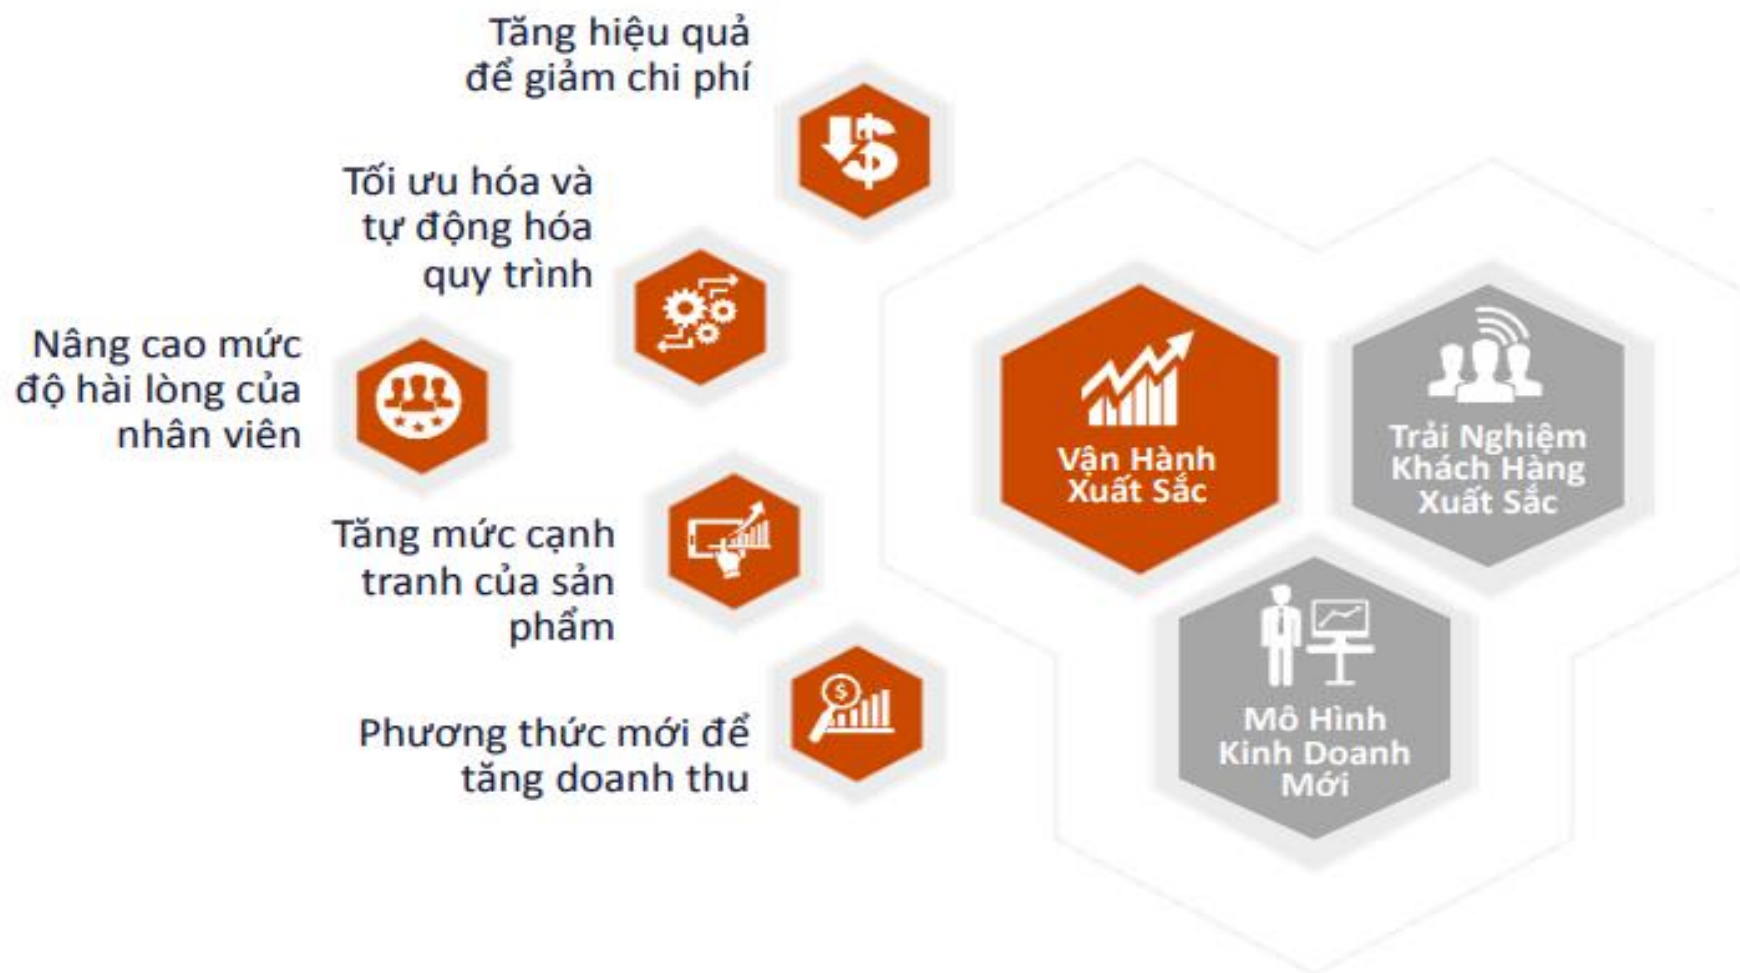 Tăng hiệu quả
để giảm chi phí
Tối ưu hóa và
tự động hóa
quy trình
Nâng cao mức
độ hài lòng của
nhân viên
Tăng mức cạnh
tranh của sản
phẩm
Phương thức mới để
tăng doanh thu
Vận Hành
Xuất Sắc
Trải Nghiệm
Khách Hàng
Xuất Sắc
Mô Hình
Kinh Doanh
Mới